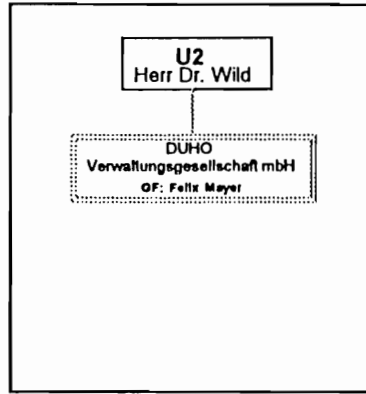 U2
Herr Dr. Wild
DUHO
Verwaltungsgesellschaft mbH
GF: Felix Mayer